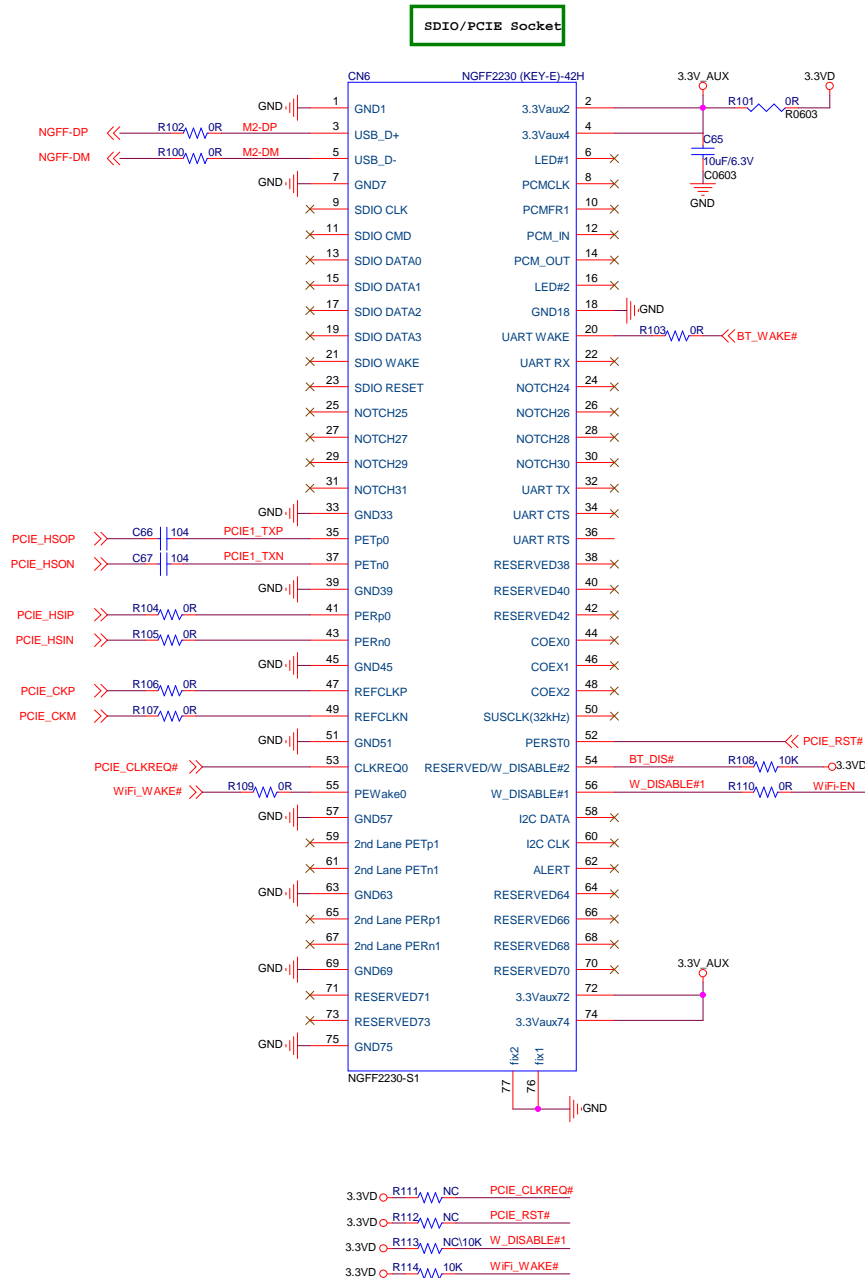 SDIO/PCIE Socket
CN6 NGFF2230 (KEY-E)-42H
3.3V_AUX 3.3VD
GND 1 GND1 3.3Vaux2 2 R101 0R R0603
NGFF-DP R102 0R M2-DP 3 USB_D+ 3.3Vaux4 4
NGFF-DM R100 0R M2-DM 5 USB_D- LED#1 6 C65 10uF/6.3V C0603 GND
GND 7 GND7 PCMCLK 8
9 SDIO CLK PCMFR1 10
11 SDIO CMD PCM_IN 12
13 SDIO DATA0 PCM_OUT 14
15 SDIO DATA1 LED#2 16
17 SDIO DATA2 GND18 18 GND
19 SDIO DATA3 UART WAKE 20 R103 0R BT_WAKE#
21 SDIO WAKE UART RX 22
23 SDIO RESET NOTCH24 24
25 NOTCH25 NOTCH26 26
27 NOTCH27 NOTCH28 28
29 NOTCH29 NOTCH30 30
31 NOTCH31 UART TX 32
GND 33 GND33 UART CTS 34
PCIE_HSOP C66 104 PCIE1_TXP 35 PETp0 UART RTS 36
PCIE_HSON C67 104 PCIE1_TXN 37 PETn0 RESERVED38 38
GND 39 GND39 RESERVED40 40
PCIE_HSIP R104 0R 41 PERp0 RESERVED42 42
PCIE_HSIN R105 0R 43 PERn0 COEX0 44
GND 45 GND45 COEX1 46
PCIE_CKP R106 0R 47 REFCLKP COEX2 48
PCIE_CKM R107 0R 49 REFCLKN SUSCLK(32kHz) 50
GND 51 GND51 PERST0 52 PCIE_RST#
PCIE_CLKREQ# 53 CLKREQ0 RESERVED/W_DISABLE#2 54 BT_DIS# R108 10K 3.3VD
WiFi_WAKE# R109 0R 55 PEWake0 W_DISABLE#1 56 W_DISABLE#1 R110 0R WiFi-EN
GND 57 GND57 I2C DATA 58
59 2nd Lane PETp1 I2C CLK 60
61 2nd Lane PETn1 ALERT 62
GND 63 GND63 RESERVED64 64
65 2nd Lane PERp1 RESERVED66 66
67 2nd Lane PERn1 RESERVED68 68
GND 69 GND69 RESERVED70 70 3.3V_AUX
71 RESERVED71 3.3Vaux72 72
73 RESERVED73 3.3Vaux74 74
GND 75 GND75
fix2 fix1
NGFF2230-S1 77 76 GND
3.3VD R111 NC PCIE_CLKREQ#
3.3VD R112 NC PCIE_RST#
3.3VD R113 NC\10K W_DISABLE#1
3.3VD R114 10K WiFi_WAKE#